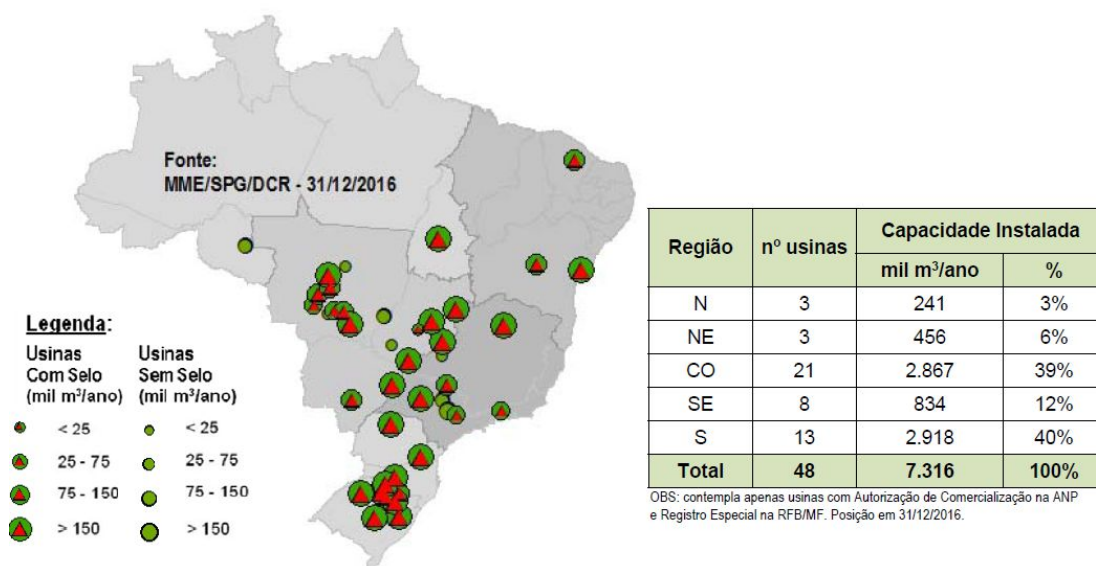 Fonte:
MME/SPG/DCR - 31/12/2016
Legenda:
Usinas
Com Selo
(mil m³/ano)
Usinas
Sem Selo
(mil m³/ano)
< 25
< 25
25 - 75
25 - 75
75 - 150
75 - 150
> 150
> 150
Região nº usinas Capacidade Instalada
mil m³/ano %
N 3 241 3%
NE 3 456 6%
CO 21 2.867 39%
SE 8 834 12%
S 13 2.918 40%
Total 48 7.316 100%
OBS: contempla apenas usinas com Autorização de Comercialização na ANP
e Registro Especial na RFB/MF. Posição em 31/12/2016.